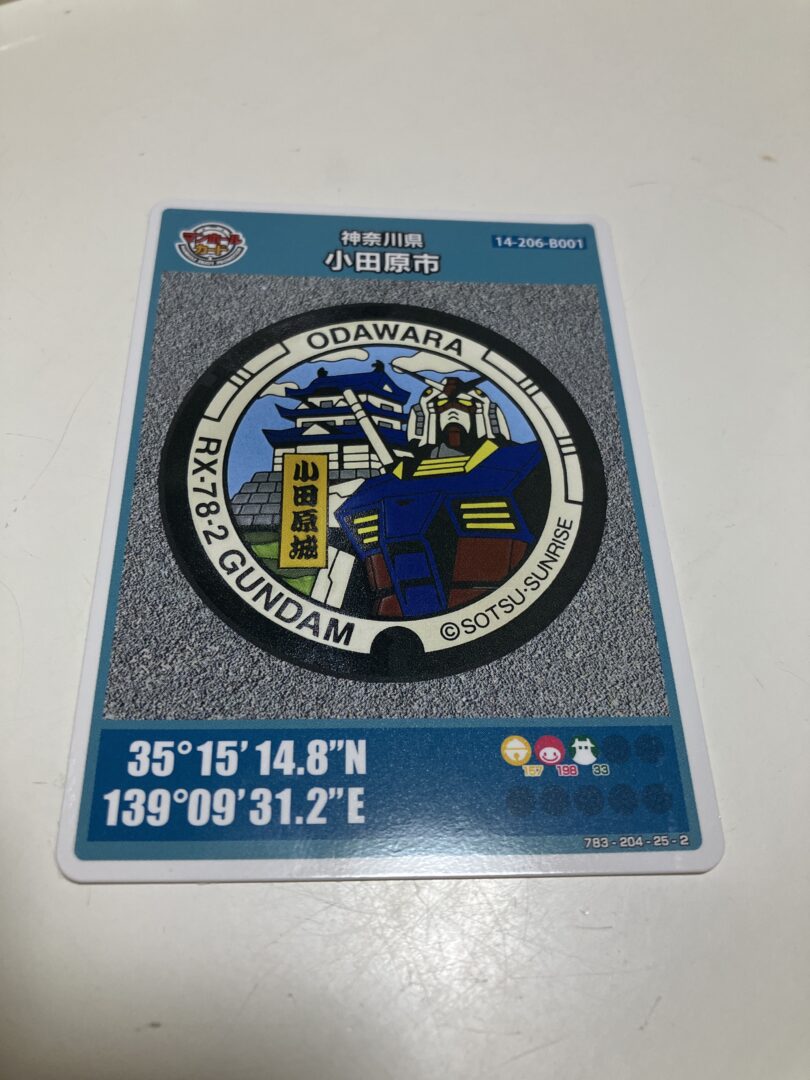 マンホール
カード
神奈川県
小田原市
14-206-B001
ODAWARA
小田原城
RX-78-2 GUNDAM
©SOTSU·SUNRISE
35°15'14.8"N
139°09'31.2"E
157 198 33
783-204-25-2